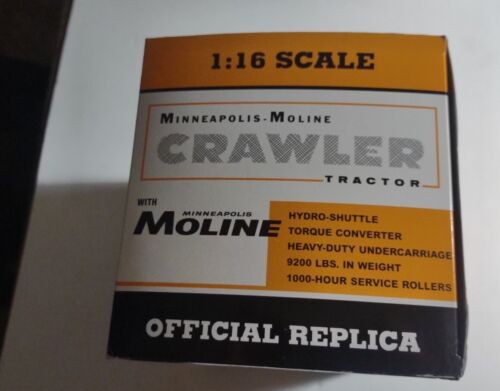 1:16 SCALE
MINNEAPOLIS-MOLINE
CRAWLER
TRACTOR
WITH
MINNEAPOLIS
MOLINE
HYDRO-SHUTTLE
TORQUE CONVERTER
HEAVY-DUTY UNDERCARRIAGE
9200 LBS. IN WEIGHT
1000-HOUR SERVICE ROLLERS
OFFICIAL REPLICA